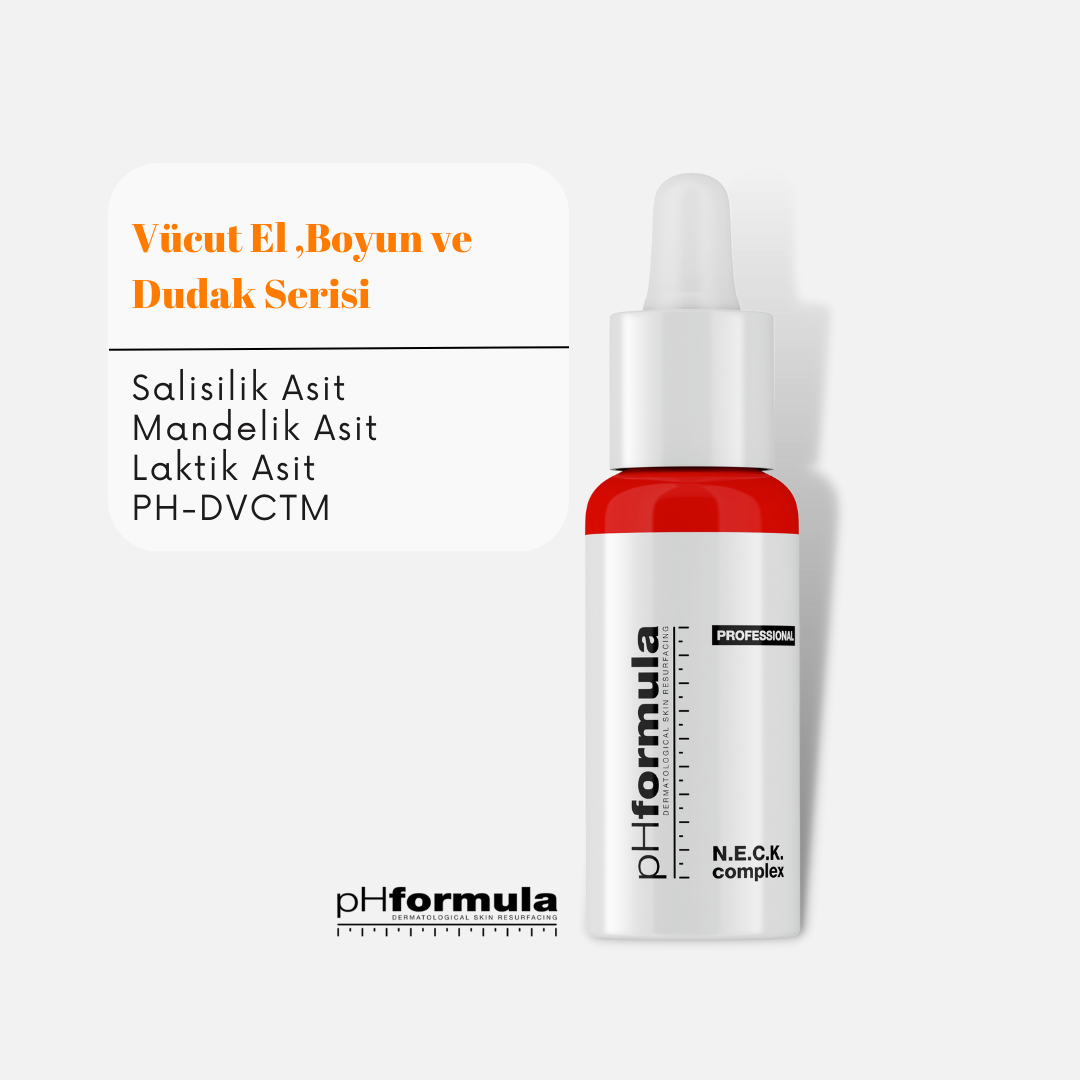 Vücut El ,Boyun ve
Dudak Serisi
Salisilik Asit
Mandelik Asit
Laktik Asit
PH-DVCTM
pHformula
DERMATOLOGICAL SKIN RESURFACING
PROFESSIONAL
N.E.C.K.
complex
pHformula
DERMATOLOGICAL SKIN RESURFACING